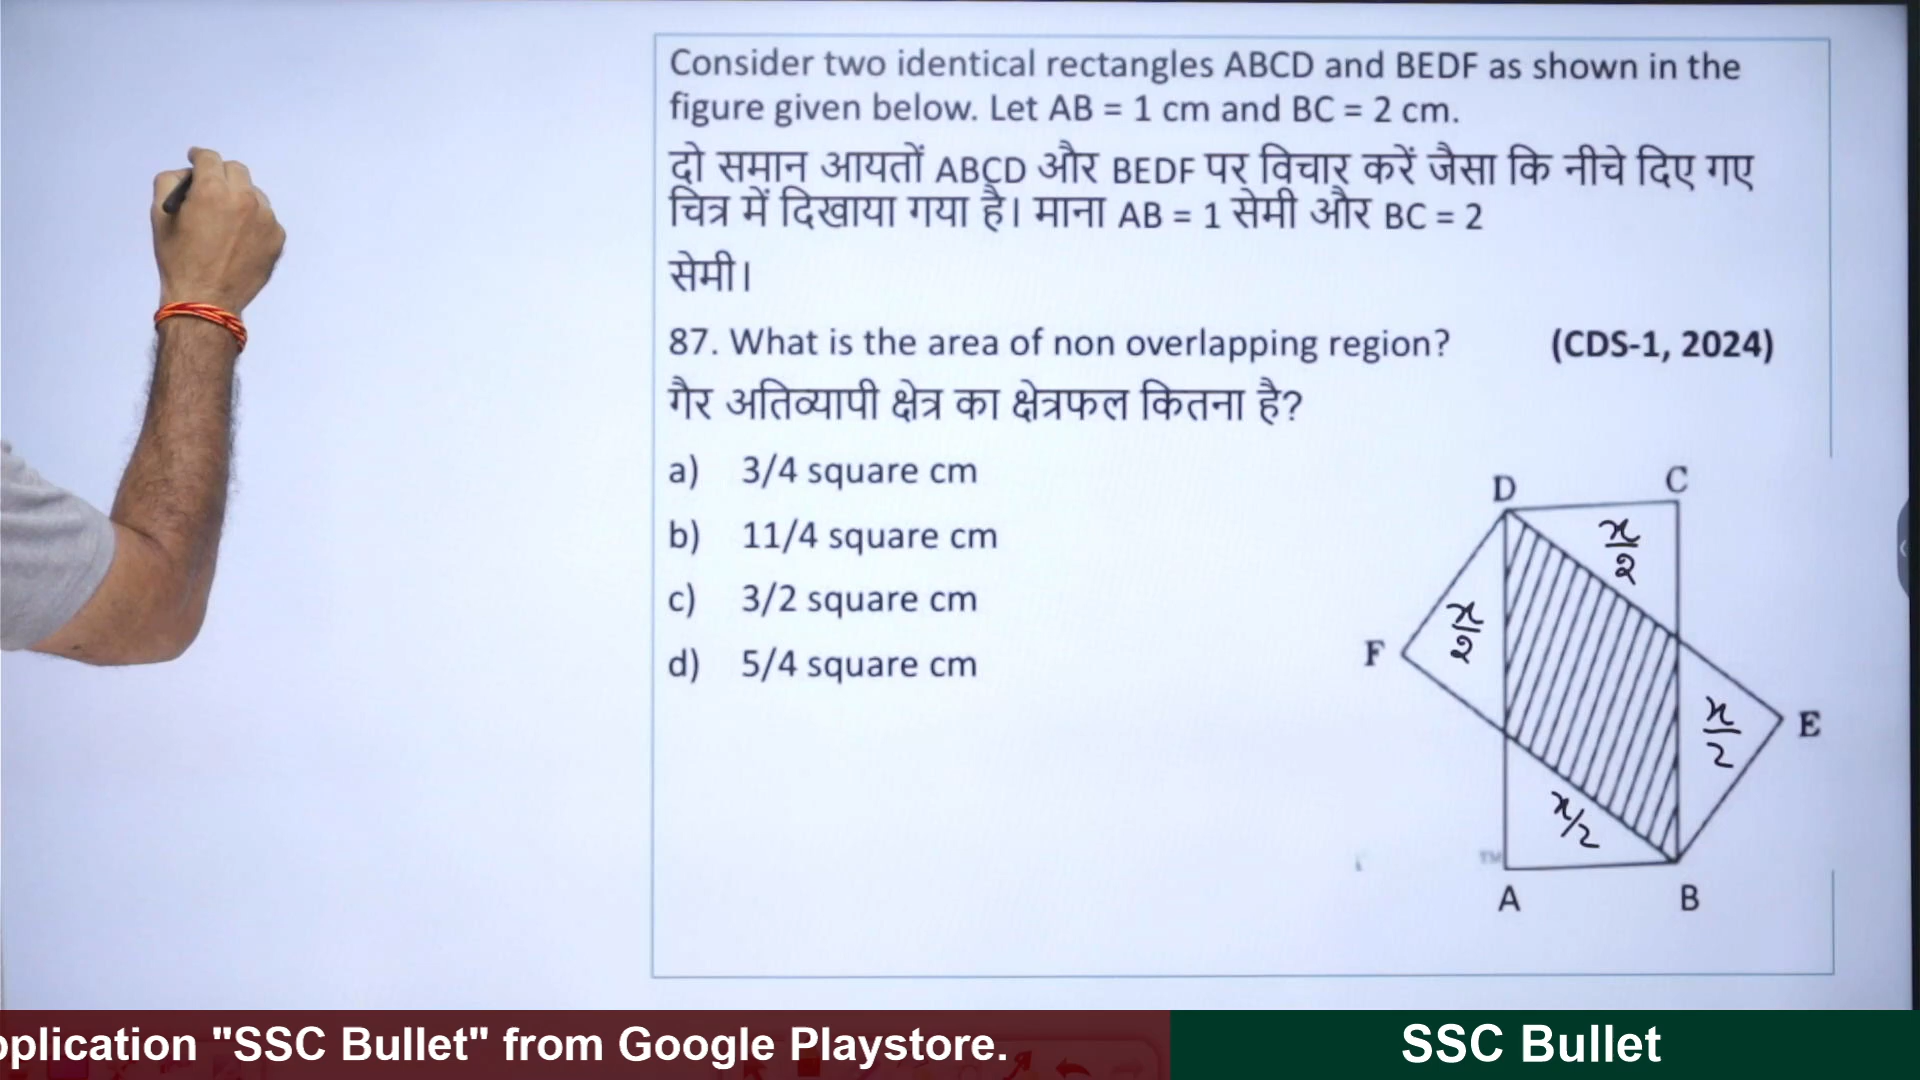 Consider two identical rectangles ABCD and BEDF as shown in the
figure given below. Let AB = 1 cm and BC = 2 cm.
दो समान आयतों ABCD और BEDF पर विचार करें जैसा कि नीचे दिए गए
चित्र में दिखाया गया है। माना AB = 1 सेमी और BC = 2
सेमी।
87. What is the area of non overlapping region? (CDS-1, 2024)
गैर अतिव्यापी क्षेत्र का क्षेत्रफल कितना है?
a) 3/4 square cm
b) 11/4 square cm
c) 3/2 square cm
d) 5/4 square cm
D C
x/2
x/2
F
x/2
E
x/2
TM
A B
pplication "SSC Bullet" from Google Playstore.
SSC Bullet